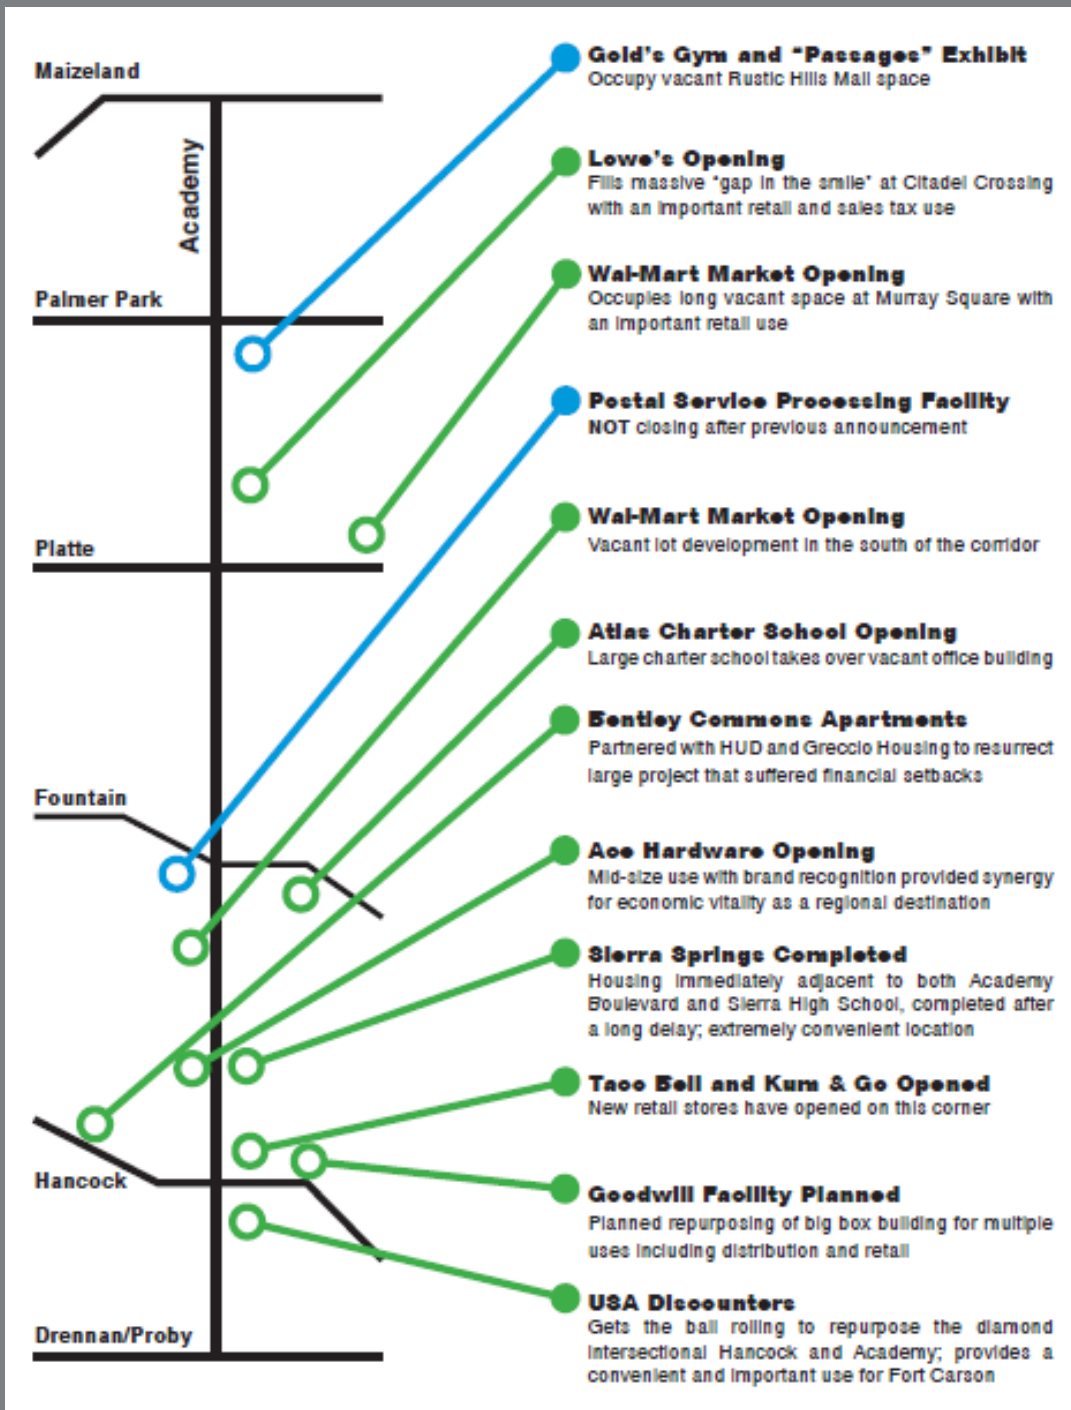 Maizeland
Academy
Palmer Park
Platte
Fountain
Hancock
Drennan/Proby
Gold's Gym and "Passages" Exhibit
Occupy vacant Rustic Hills Mall space
Lowe's Opening
Fills massive "gap in the smile" at Citadel Crossing
with an important retail and sales tax use
Wal-Mart Market Opening
Occupies long vacant space at Murray Square with
an important retail use
Postal Service Processing Facility
NOT closing after previous announcement
Wal-Mart Market Opening
Vacant lot development in the south of the corridor
Atlas Charter School Opening
Large charter school takes over vacant office building
Bentley Commons Apartments
Partnered with HUD and Greccio Housing to resurrect
large project that suffered financial setbacks
Ace Hardware Opening
Mid-size use with brand recognition provided synergy
for economic vitality as a regional destination
Sierra Springs Completed
Housing immediately adjacent to both Academy
Boulevard and Sierra High School, completed after
a long delay; extremely convenient location
Taco Bell and Kum & Go Opened
New retail stores have opened on this corner
Goodwill Facility Planned
Planned repurposing of big box building for multiple
uses including distribution and retail
USA Discounters
Gets the ball rolling to repurpose the diamond
intersectional Hancock and Academy; provides a
convenient and important use for Fort Carson